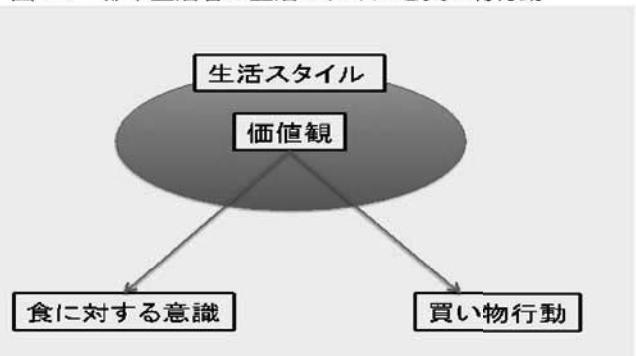 生活スタイル
価値観
食に対する意識
買い物行動